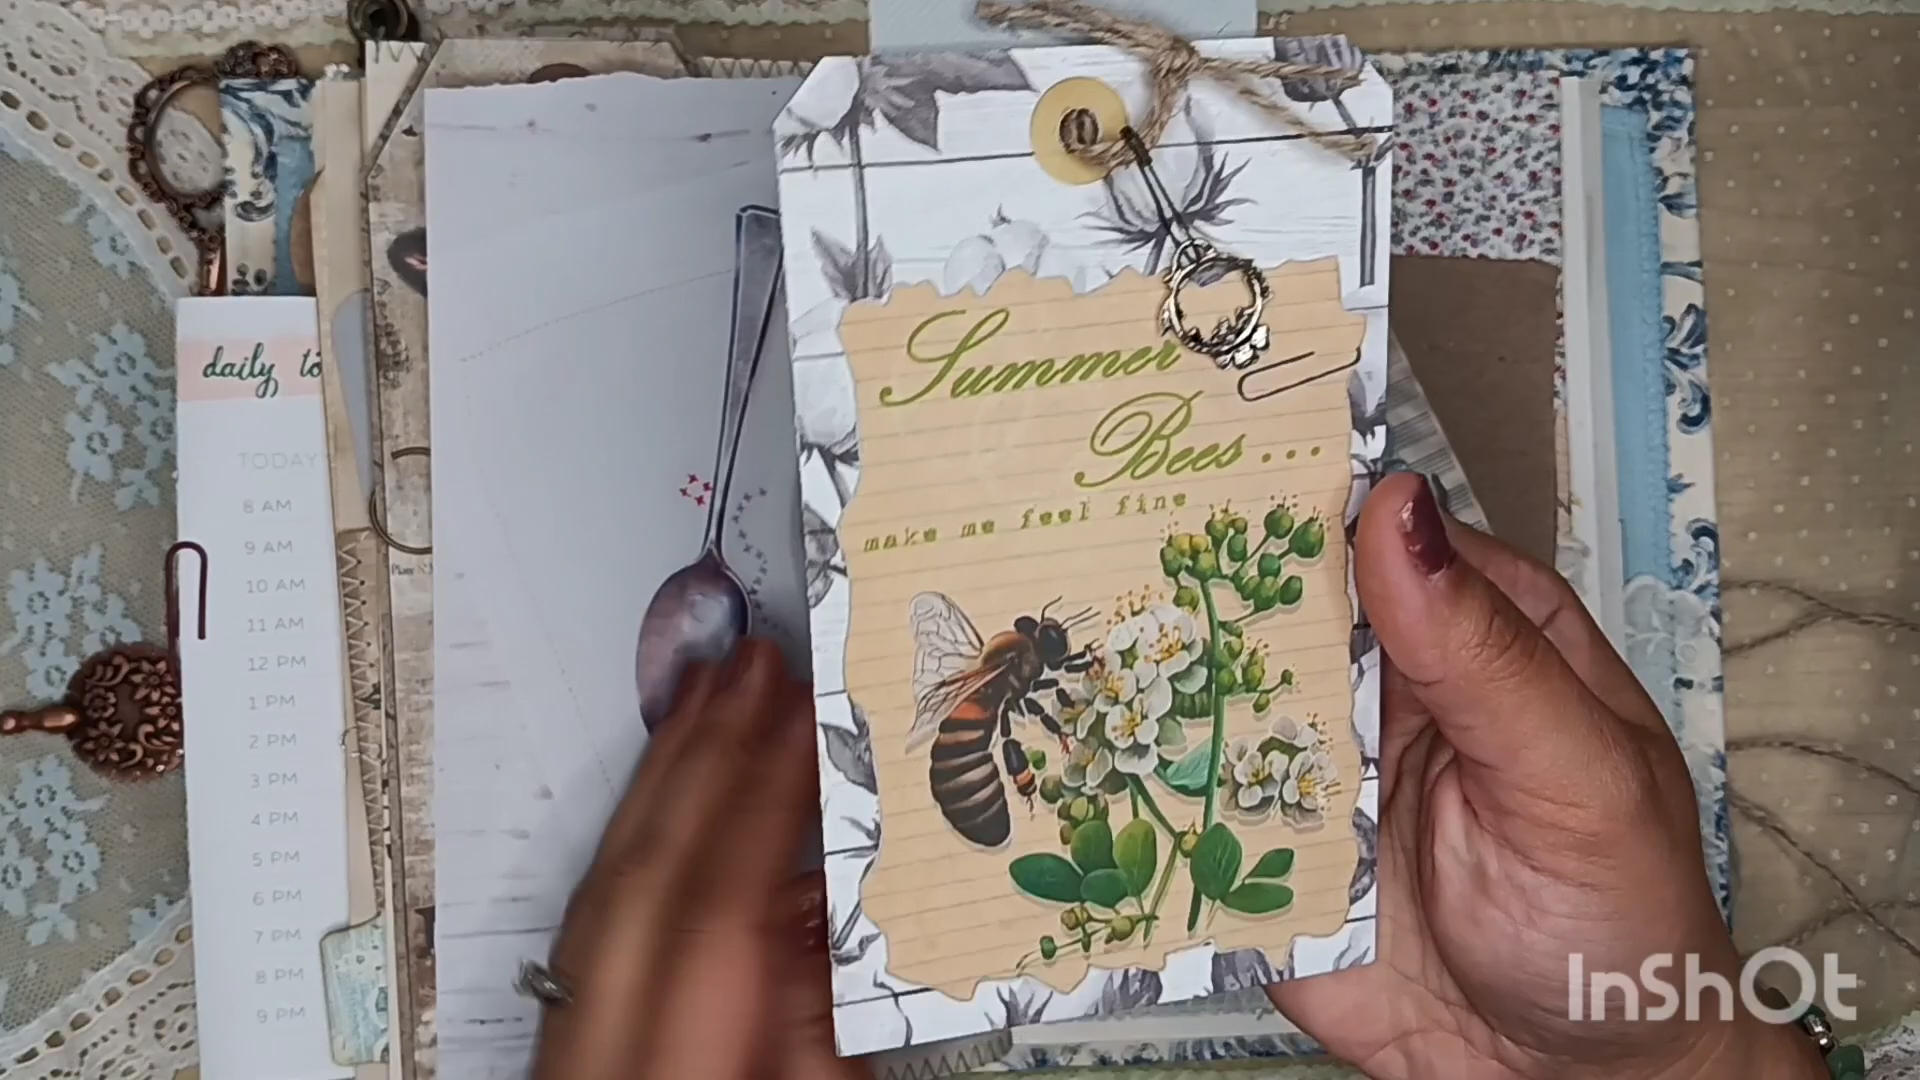 daily to
TODAY
8 AM
9 AM
10 AM
11 AM
12 PM
1 PM
2 PM
3 PM
4 PM
5 PM
6 PM
7 PM
8 PM
9 PM
Summer
Bees...
make me feel fine
InShOt